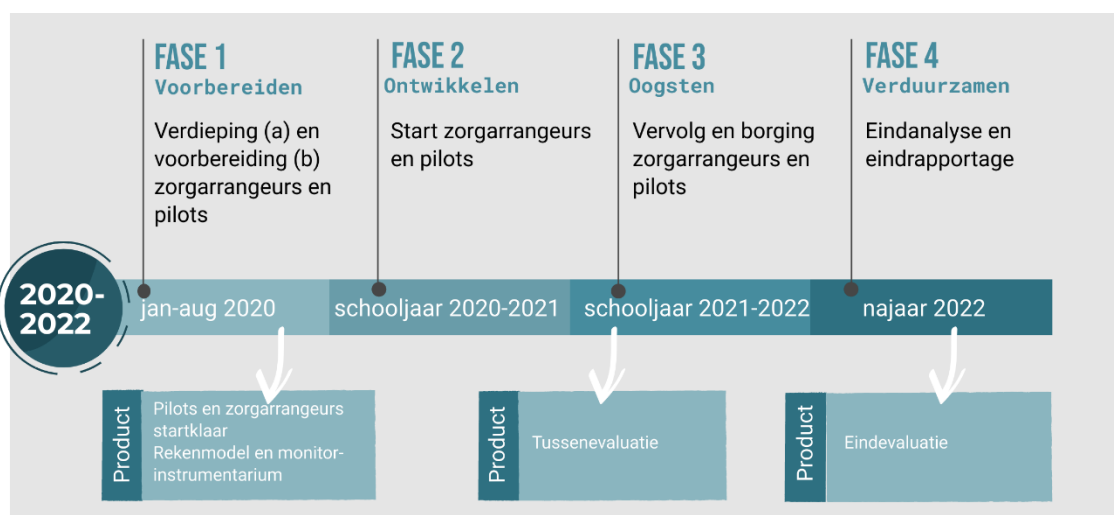 FASE 1
Voorbereiden
Verdieping (a) en
voorbereiding (b)
zorgarrangeurs en
pilots
FASE 2
Ontwikkelen
Start zorgarrangeurs
en pilots
FASE 3
Oogsten
Vervolg en borging
zorgarrangeurs en
pilots
FASE 4
Verduurzamen
Eindanalyse en
eindrapportage
2020-
2022
jan-aug 2020
schooljaar 2020-2021
schooljaar 2021-2022
najaar 2022
Product
Pilots en zorgarrangeurs
startklaar
Rekenmodel en monitor-
instrumentarium
Product
Tussenevaluatie
Product
Eindevaluatie